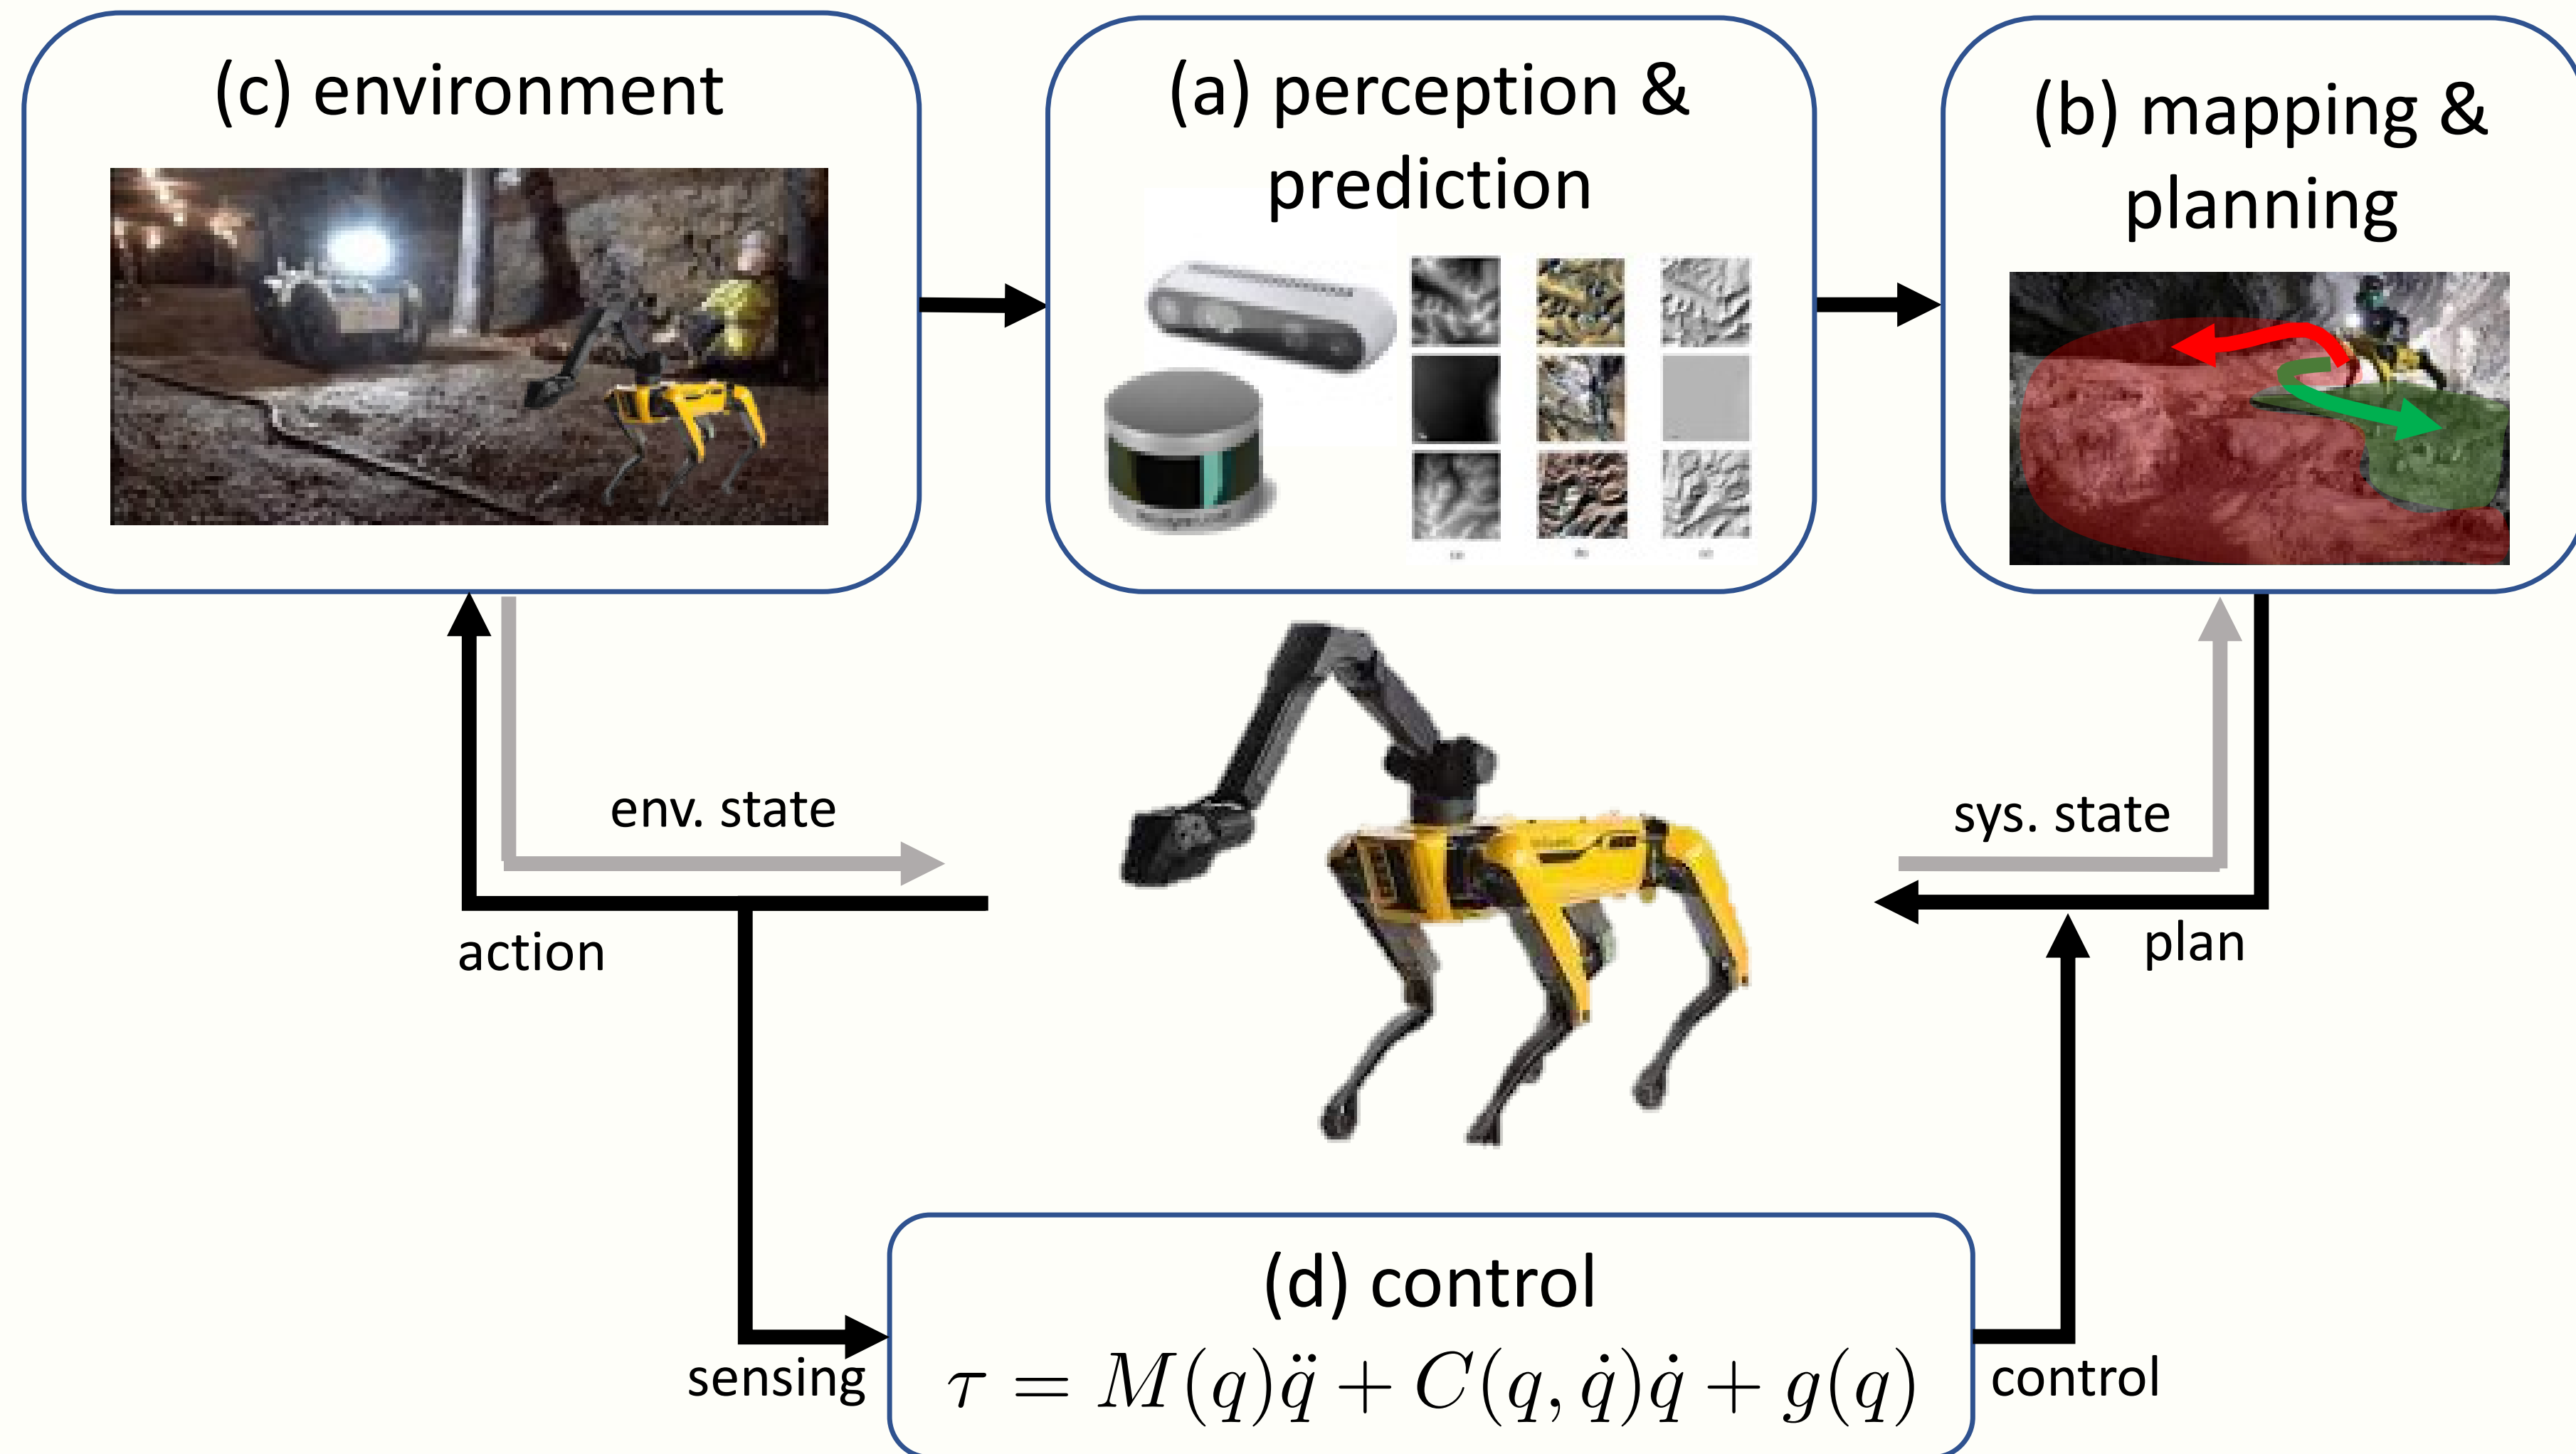 (c) environment
(a) perception &
prediction
(b) mapping &
planning
env. state
action
sys. state
plan
sensing
(d) control
τ = M(q)q̈ + C(q, q̇)q̇ + g(q)
control